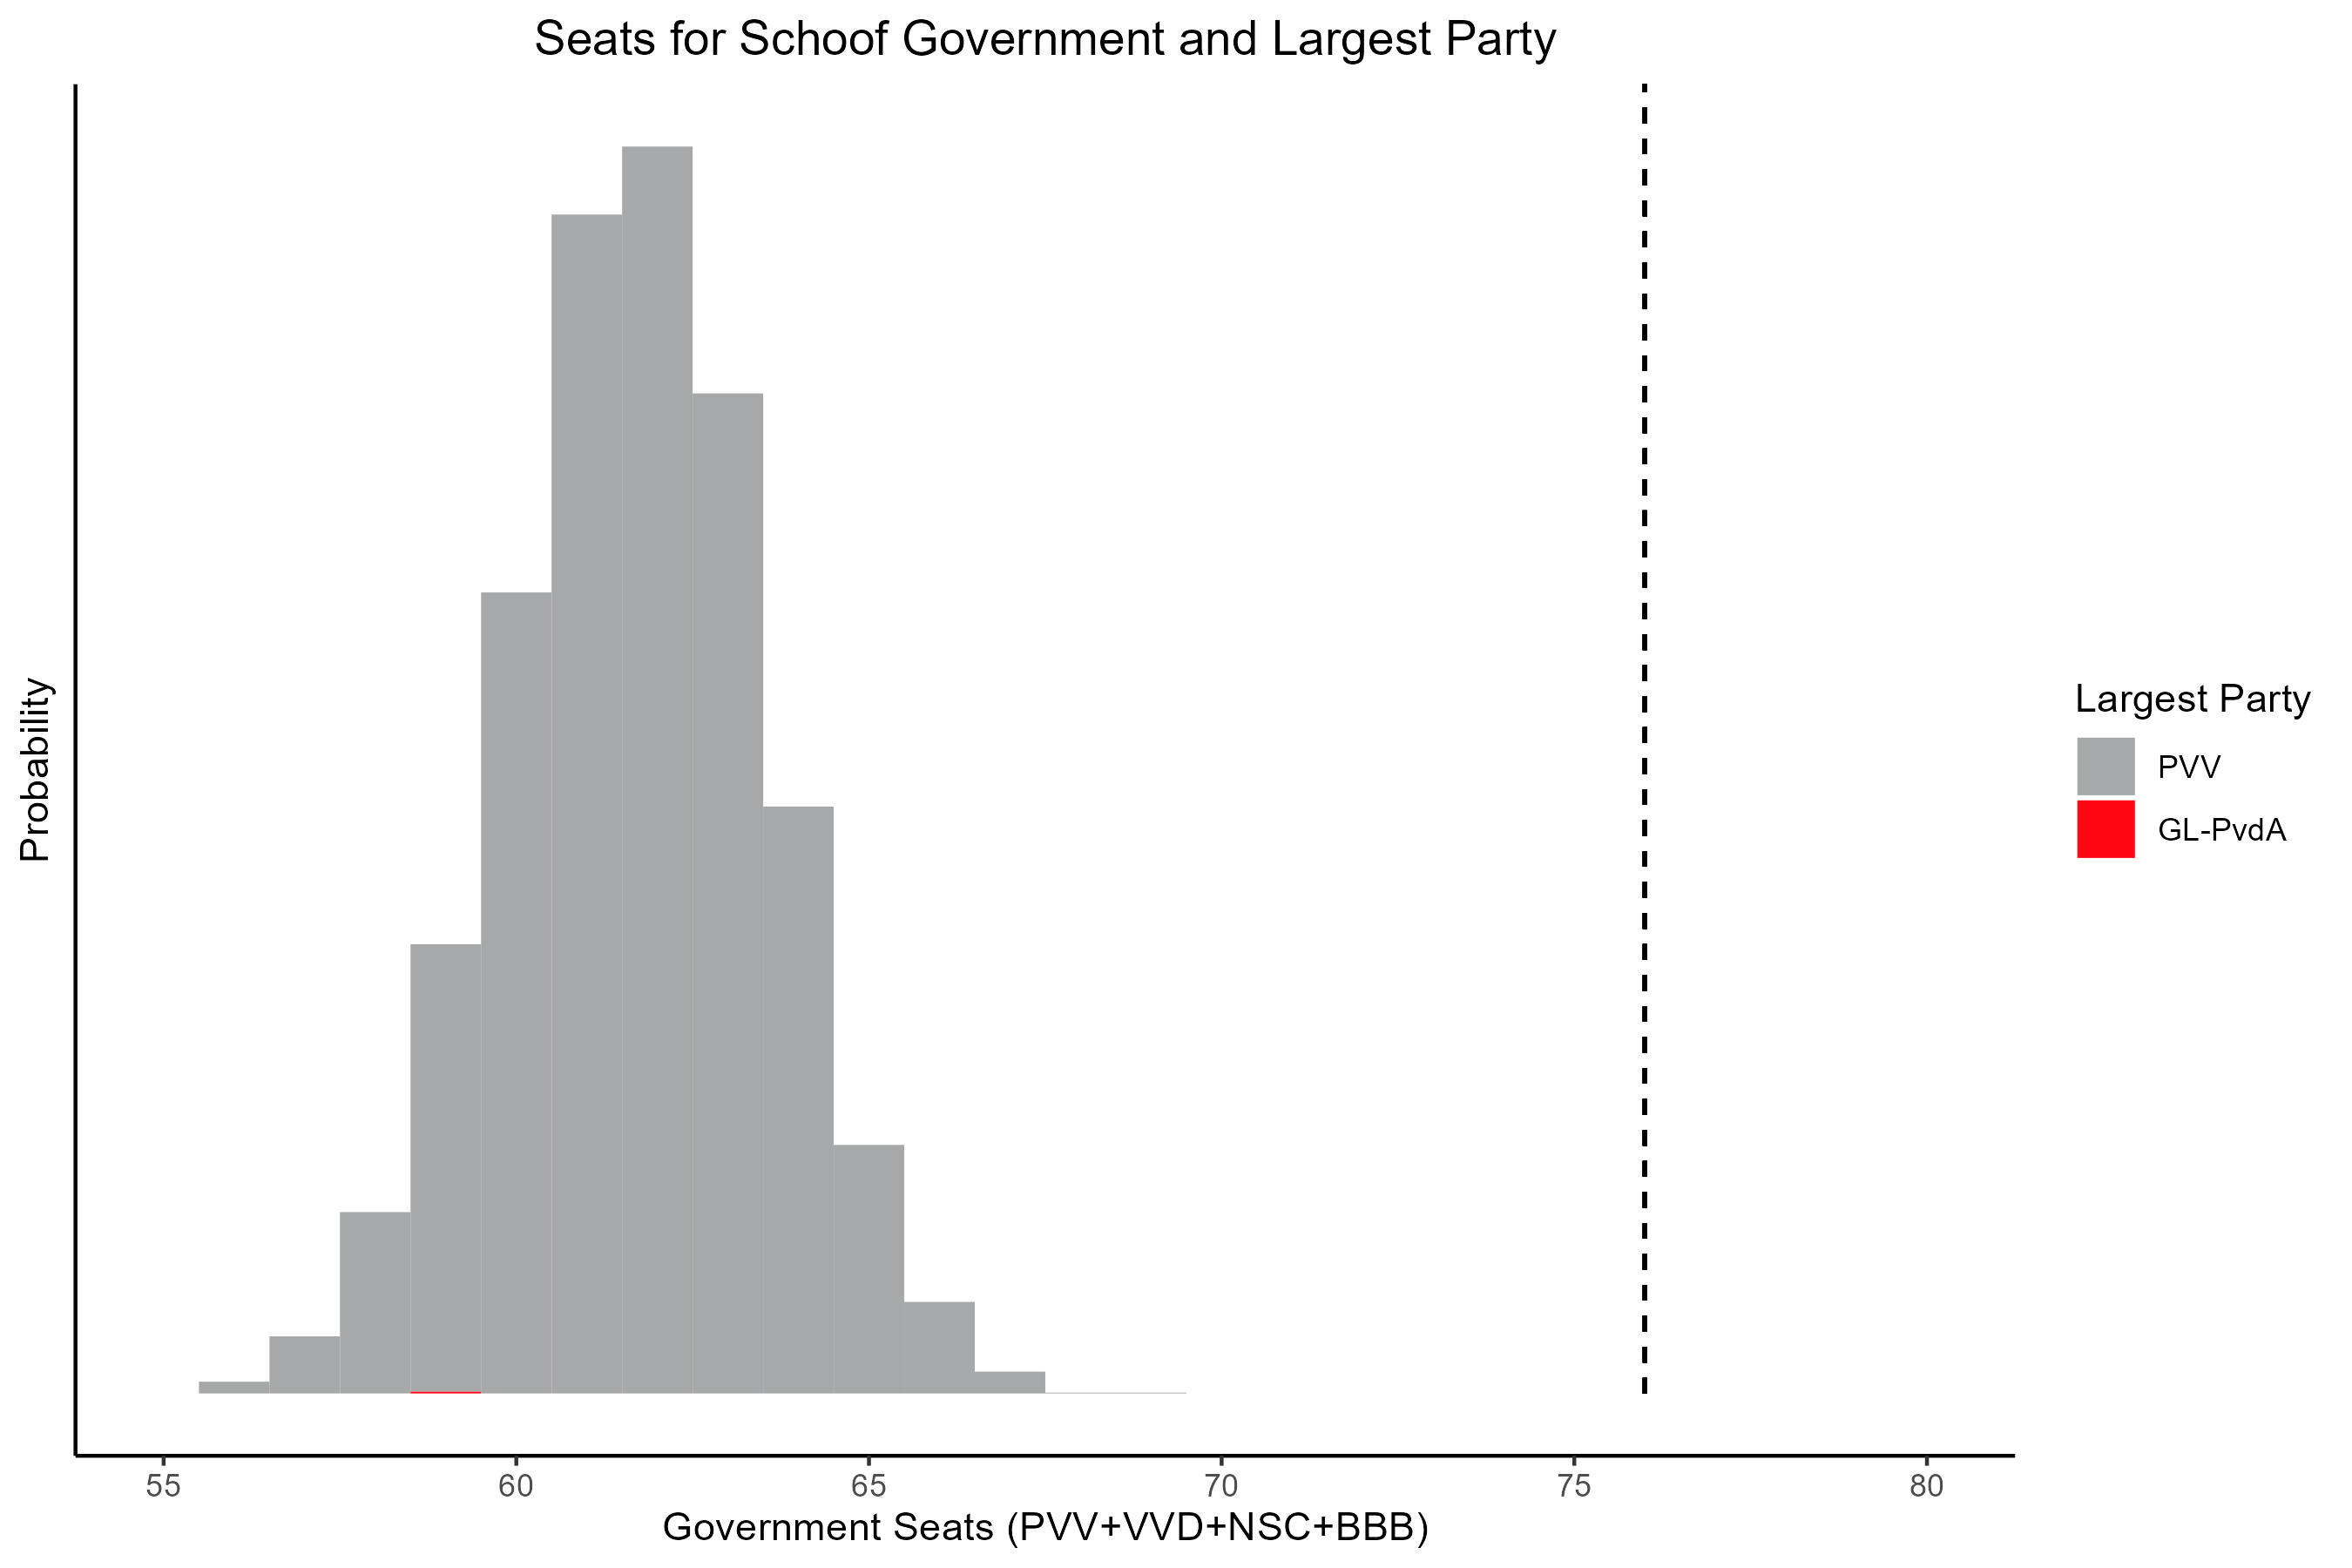 Seats for Schoof Government and Largest Party
Probability
Largest Party
PVV
GL-PvdA
55 60 65 70 75 80
Government Seats (PVV+VVD+NSC+BBB)